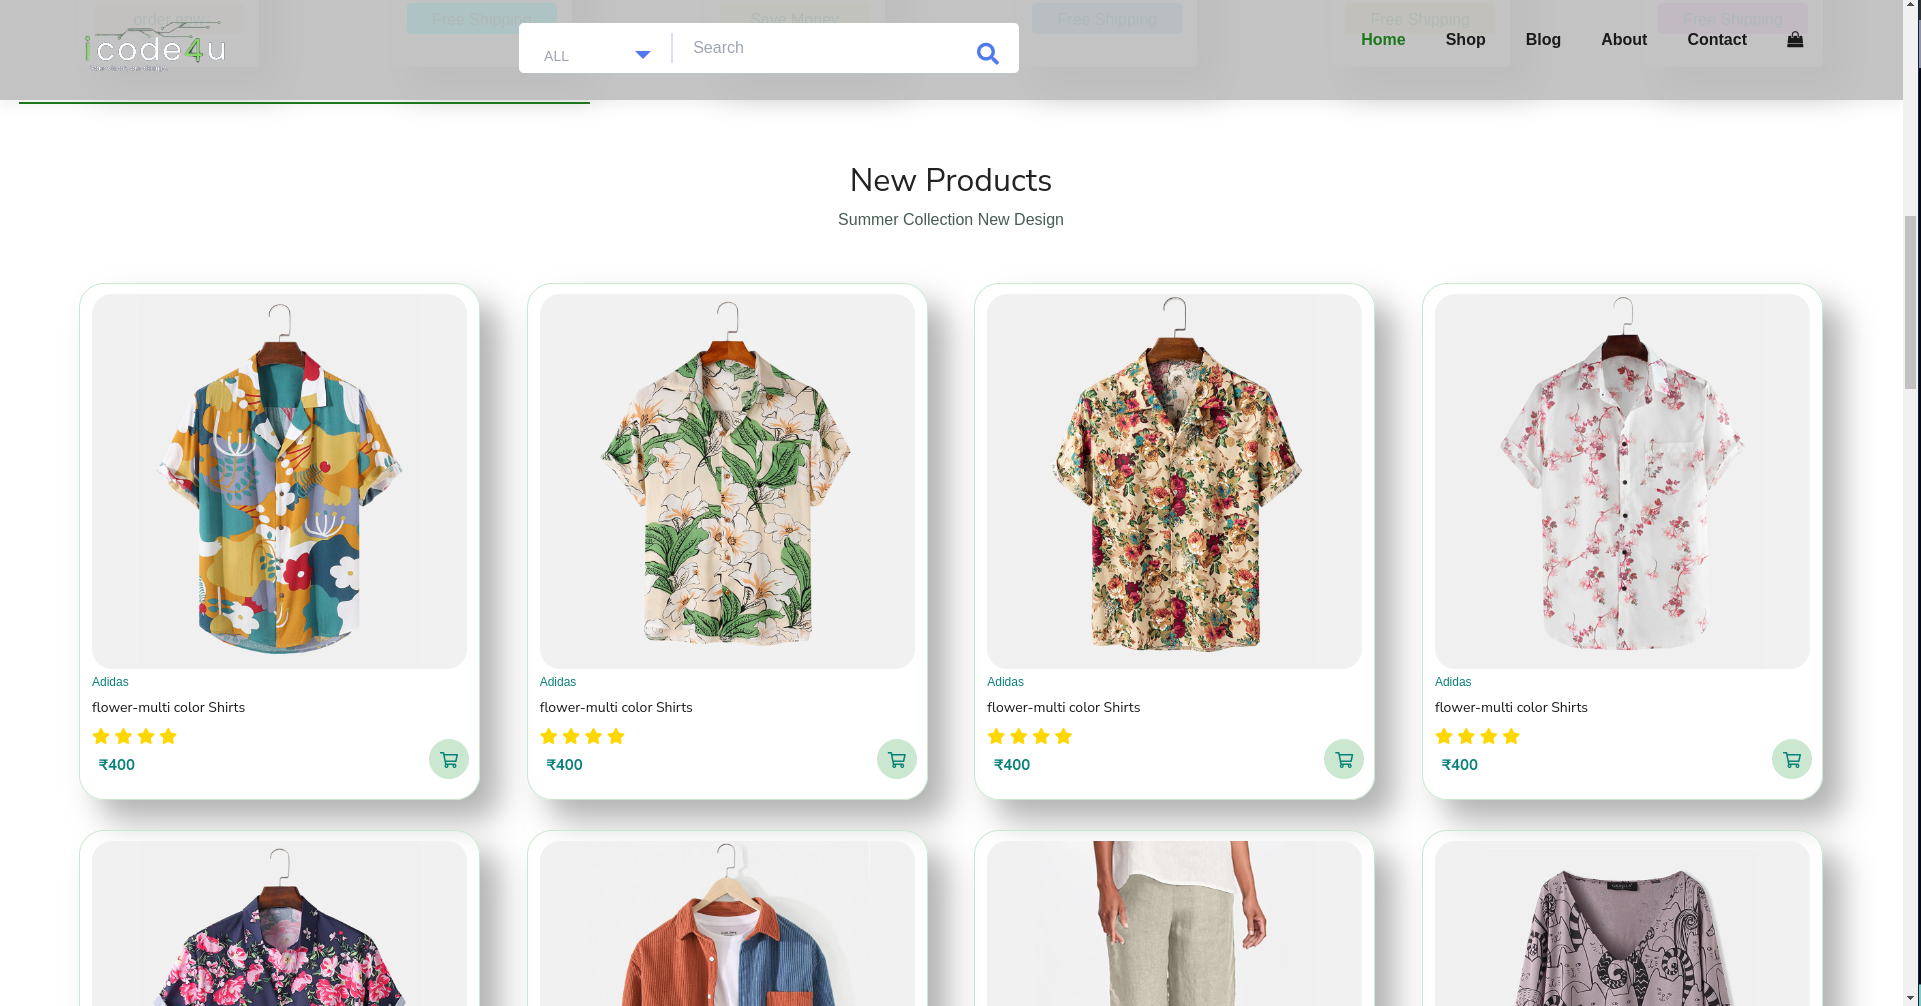 order now
Free Shipping
Save Money
Free Shipping
Free Shipping
Free Shipping
icode4u
ALL
Search
Home
Shop
Blog
About
Contact
New Products
Summer Collection New Design
Adidas
flower-multi color Shirts
₹400
Adidas
flower-multi color Shirts
₹400
Adidas
flower-multi color Shirts
₹400
Adidas
flower-multi color Shirts
₹400